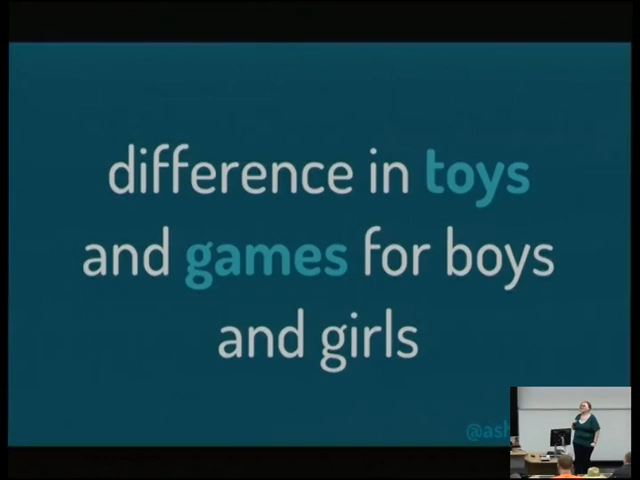 difference in toys
and games for boys
and girls